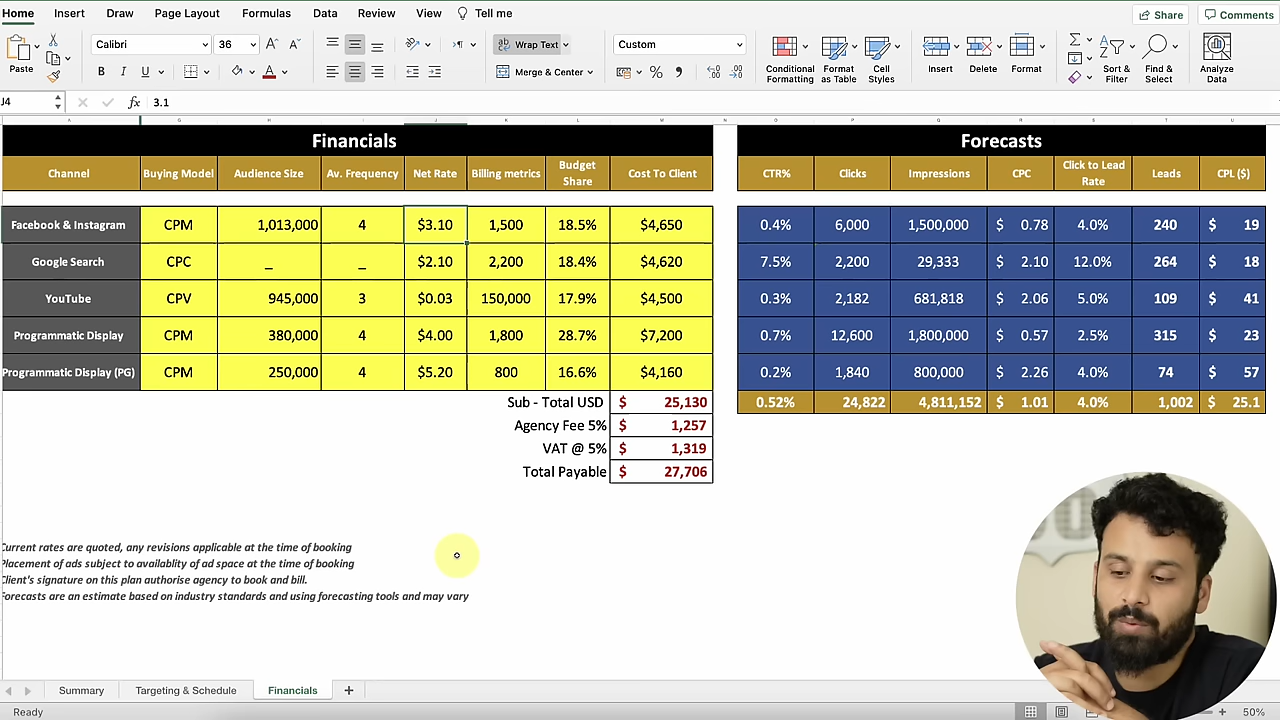 Home Insert Draw Page Layout Formulas Data Review View Tell me Share Comments
Paste Calibri 36 B I U Wrap Text Merge & Center Custom % Conditional Formatting Format as Table Cell Styles Insert Delete Format Sort & Filter Find & Select Analyze Data
J4 fx 3.1
Financials Forecasts
Channel Buying Model Audience Size Av. Frequency Net Rate Billing metrics Budget Share Cost To Client CTR% Clicks Impressions CPC Click to Lead Rate Leads CPL ($)
Facebook & Instagram CPM 1,013,000 4 $3.10 1,500 18.5% $4,650 0.4% 6,000 1,500,000 $ 0.78 4.0% 240 $ 19
Google Search CPC _ _ $2.10 2,200 18.4% $4,620 7.5% 2,200 29,333 $ 2.10 12.0% 264 $ 18
YouTube CPV 945,000 3 $0.03 150,000 17.9% $4,500 0.3% 2,182 681,818 $ 2.06 5.0% 109 $ 41
Programmatic Display CPM 380,000 4 $4.00 1,800 28.7% $7,200 0.7% 12,600 1,800,000 $ 0.57 2.5% 315 $ 23
Programmatic Display (PG) CPM 250,000 4 $5.20 800 16.6% $4,160 0.2% 1,840 800,000 $ 2.26 4.0% 74 $ 57
Sub - Total USD $ 25,130 0.52% 24,822 4,811,152 $ 1.01 4.0% 1,002 $ 25.1
Agency Fee 5% $ 1,257
VAT @ 5% $ 1,319
Total Payable $ 27,706
Current rates are quoted, any revisions applicable at the time of booking
Placement of ads subject to availablity of ad space at the time of booking
Client's signature on this plan authorise agency to book and bill.
Forecasts are an estimate based on industry standards and using forecasting tools and may vary
Summary Targeting & Schedule Financials
Ready 50%